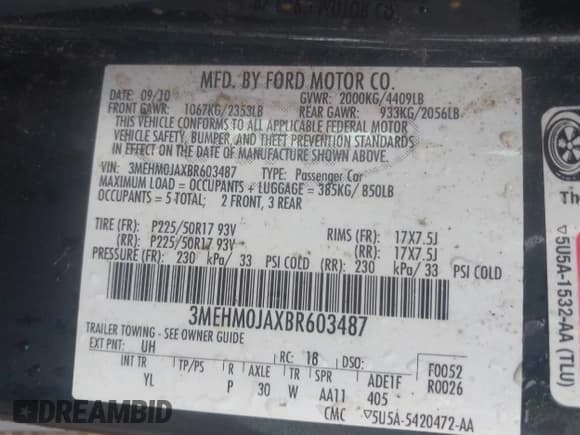 MOTOR CO.
MFD. BY FORD MOTOR CO.
DATE: 09/10 GVWR: 2000KG/4409LB
FRONT GAWR: 1067KG/2353LB REAR GAWR: 933KG/2056LB
THIS VEHICLE CONFORMS TO ALL APPLICABLE FEDERAL MOTOR
VEHICLE SAFETY, BUMPER, AND THEFT PREVENTION STANDARDS
IN EFFECT ON THE DATE OF MANUFACTURE SHOWN ABOVE.
VIN: 3MEHM0JAXBR603487 TYPE: Passenger Car
MAXIMUM LOAD = OCCUPANTS + LUGGAGE = 385KG/ 850LB
OCCUPANTS = 5 TOTAL; 2 FRONT, 3 REAR
TIRE (FR): P225/50R17 93V RIMS (FR): 17X7.5J
(RR): P225/50R17 93V (RR): 17X7.5J
PRESSURE (FR): 230 kPa/ 33 PSI COLD (RR): 230 kPa/ 33 PSI COLD
3MEHM0JAXBR603487
TRAILER TOWING - SEE OWNER GUIDE
EXT PNT: UH RC: 18 DSO: F0052
R0026
INT TR TP/PS R AXLE TR SPR ADE1F
YL P 30 W AA11 405
CMC ▽5U5A-5420472-AA
Th
▽5U5A-1532-AA (TLU)
DREAMBID